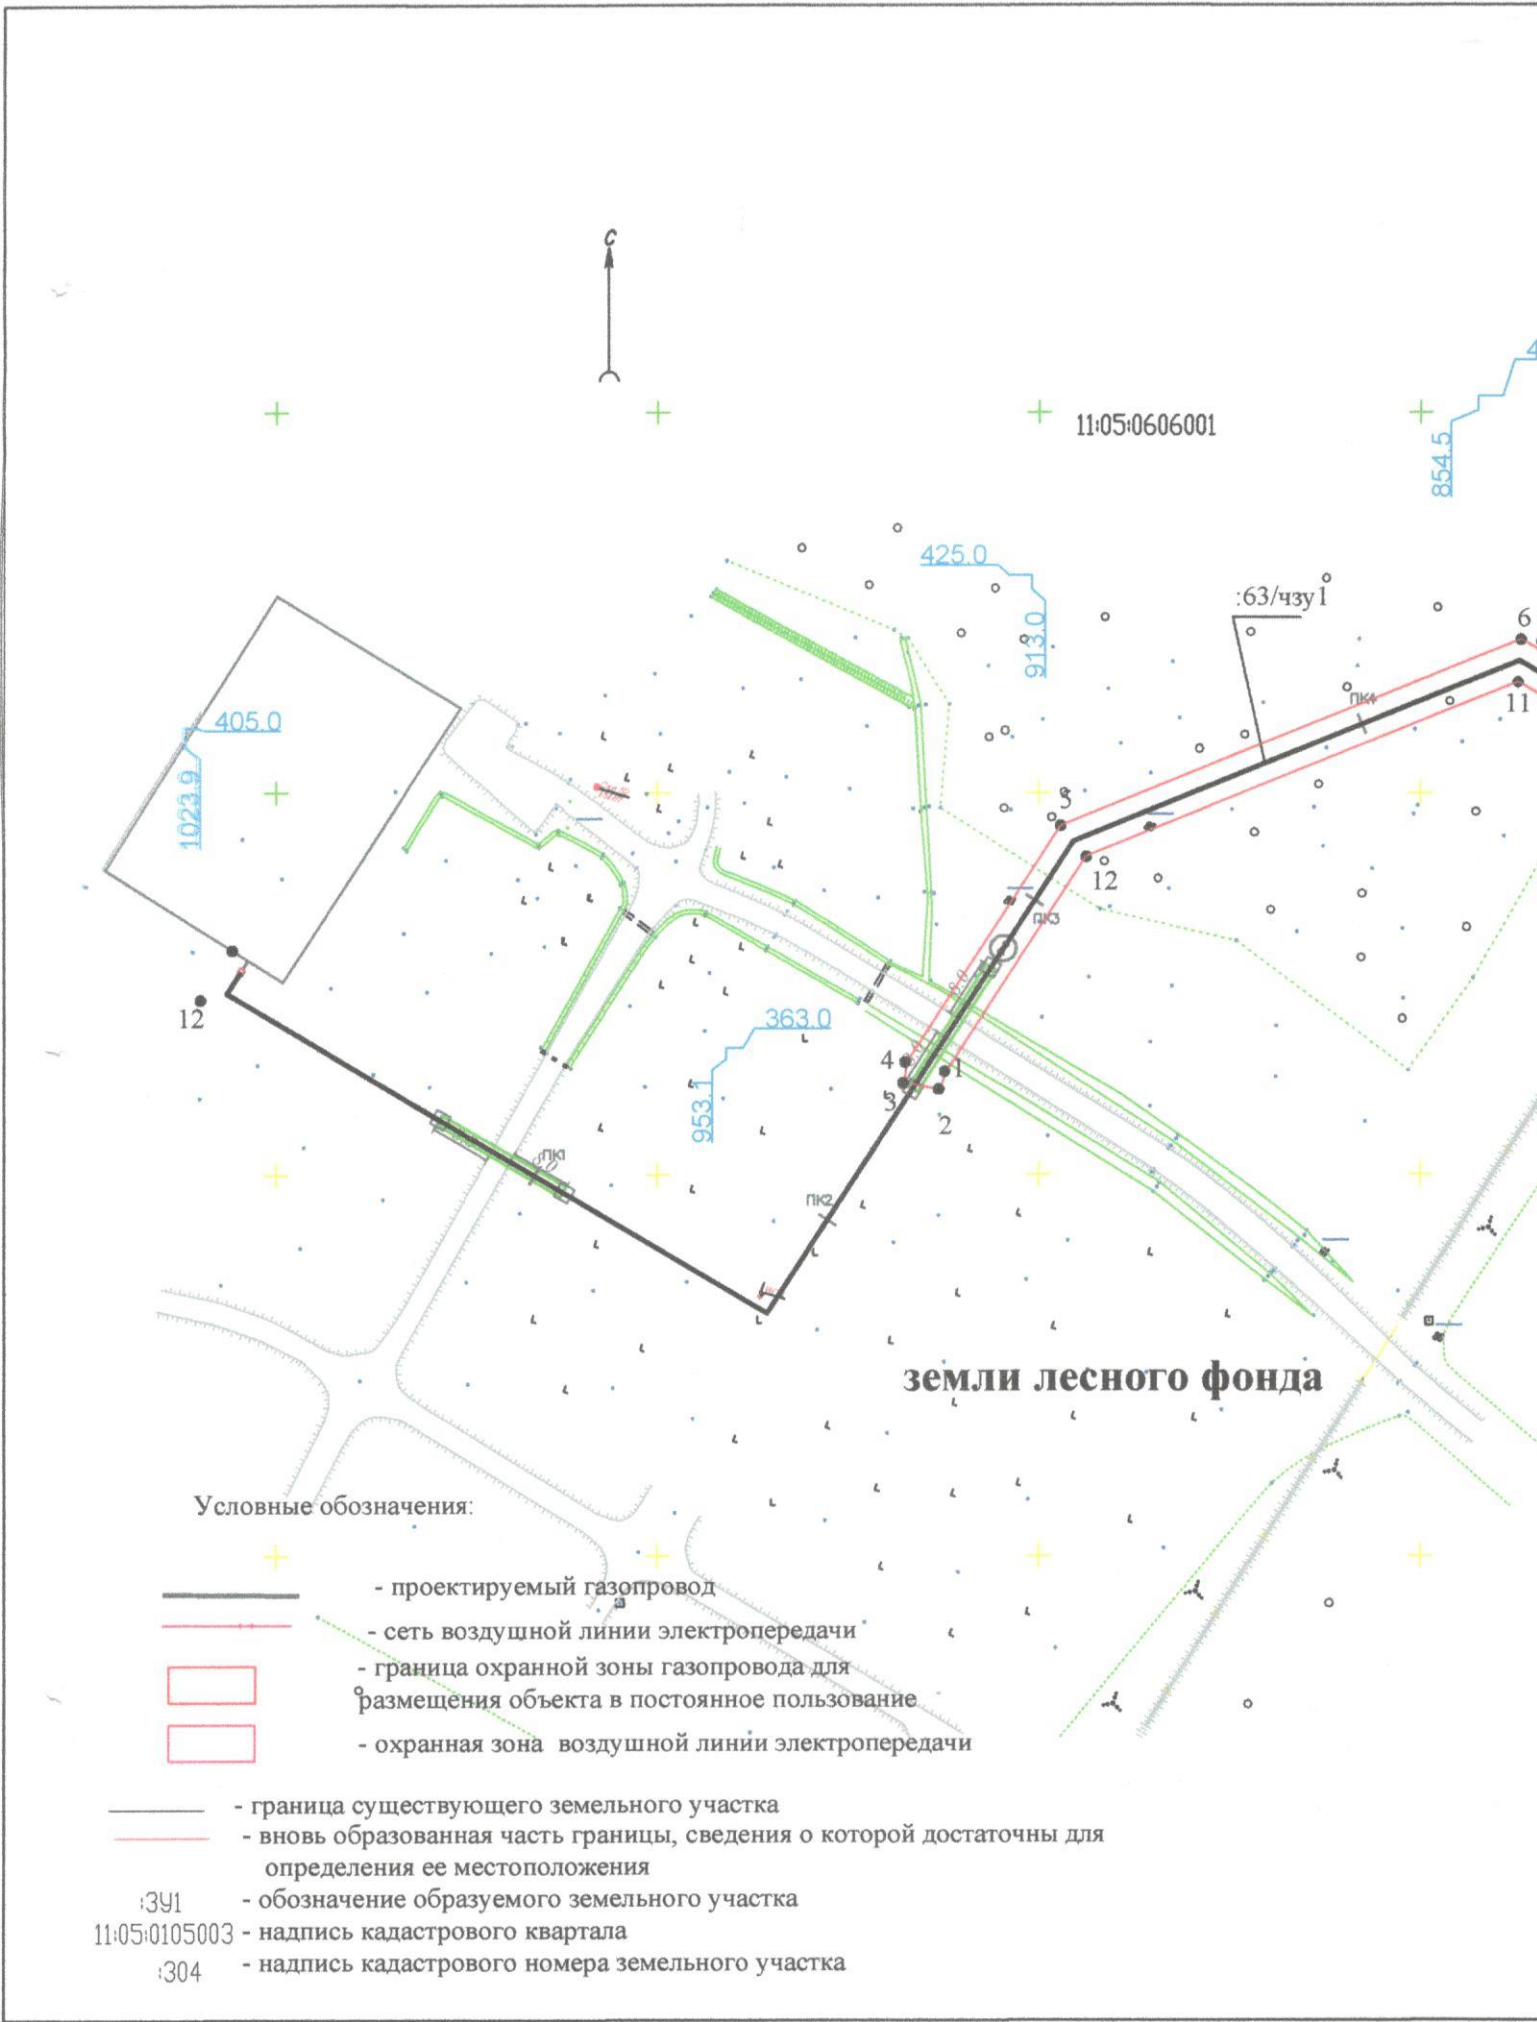 С
11:05:0606001
4
854.5
425.0
913.0
:63/чзу1
6
11
ПК4
405.0
1023.9
5
12
ПК3
12
363.0
953.1
4
1
3
2
ПК1
ПК2
земли лесного фонда
Условные обозначения:
- проектируемый газопровод
- сеть воздушной линии электропередачи
- граница охранной зоны газопровода для
размещения объекта в постоянное пользование
- охранная зона воздушной линии электропередачи
- граница существующего земельного участка
- вновь образованная часть границы, сведения о которой достаточны для
определения ее местоположения
:ЗУ1 - обозначение образуемого земельного участка
11:05:0105003 - надпись кадастрового квартала
:304 - надпись кадастрового номера земельного участка